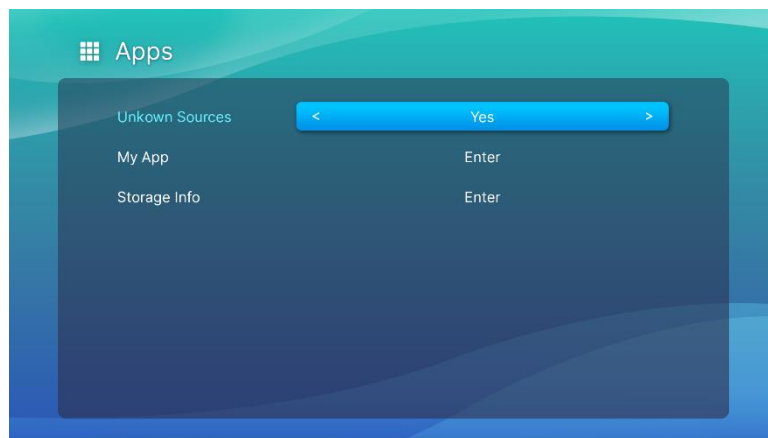 Apps
Unkown Sources < Yes >
My App Enter
Storage Info Enter